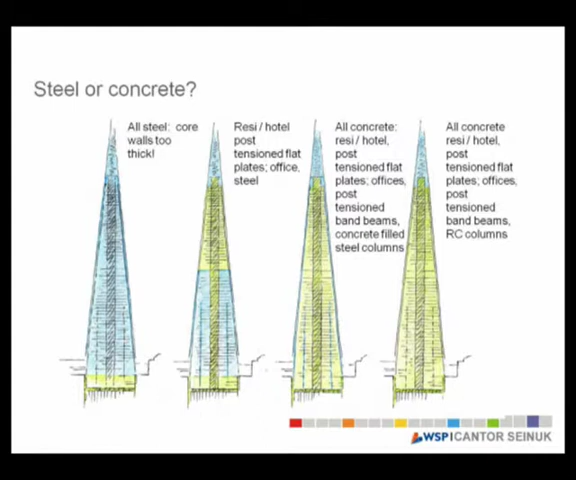 Steel or concrete?
All steel: core
walls too
thick!
Resi / hotel
post
tensioned flat
plates; office,
steel
All concrete:
resi / hotel,
post
tensioned flat
plates; offices,
post
tensioned
band beams,
concrete filled
steel columns
All concrete
resi / hotel,
post
tensioned flat
plates; offices,
post
tensioned
band beams,
RC columns
WSP|CANTOR SEINUK